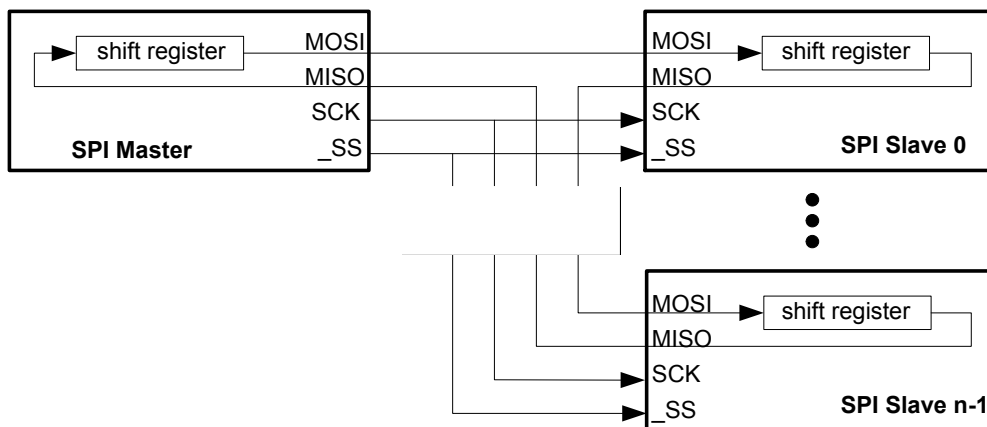 shift register
MOSI
MISO
SCK
_SS
SPI Master
MOSI
shift register
MISO
SCK
_SS
SPI Slave 0
MOSI
shift register
MISO
SCK
_SS
SPI Slave n-1